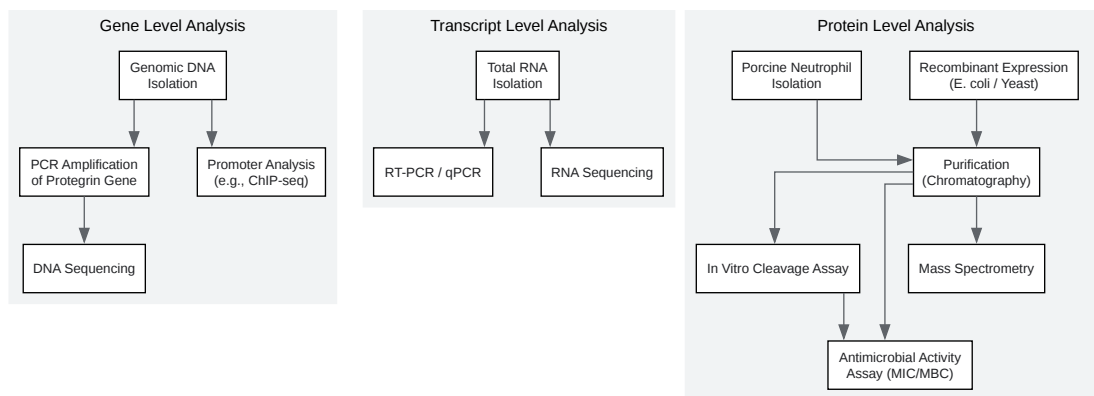 Gene Level Analysis
Genomic DNA
Isolation
PCR Amplification
of Protegrin Gene
Promoter Analysis
(e.g., ChIP-seq)
DNA Sequencing
Transcript Level Analysis
Total RNA
Isolation
RT-PCR / qPCR
RNA Sequencing
Protein Level Analysis
Porcine Neutrophil
Isolation
Recombinant Expression
(E. coli / Yeast)
Purification
(Chromatography)
In Vitro Cleavage Assay
Mass Spectrometry
Antimicrobial Activity
Assay (MIC/MBC)